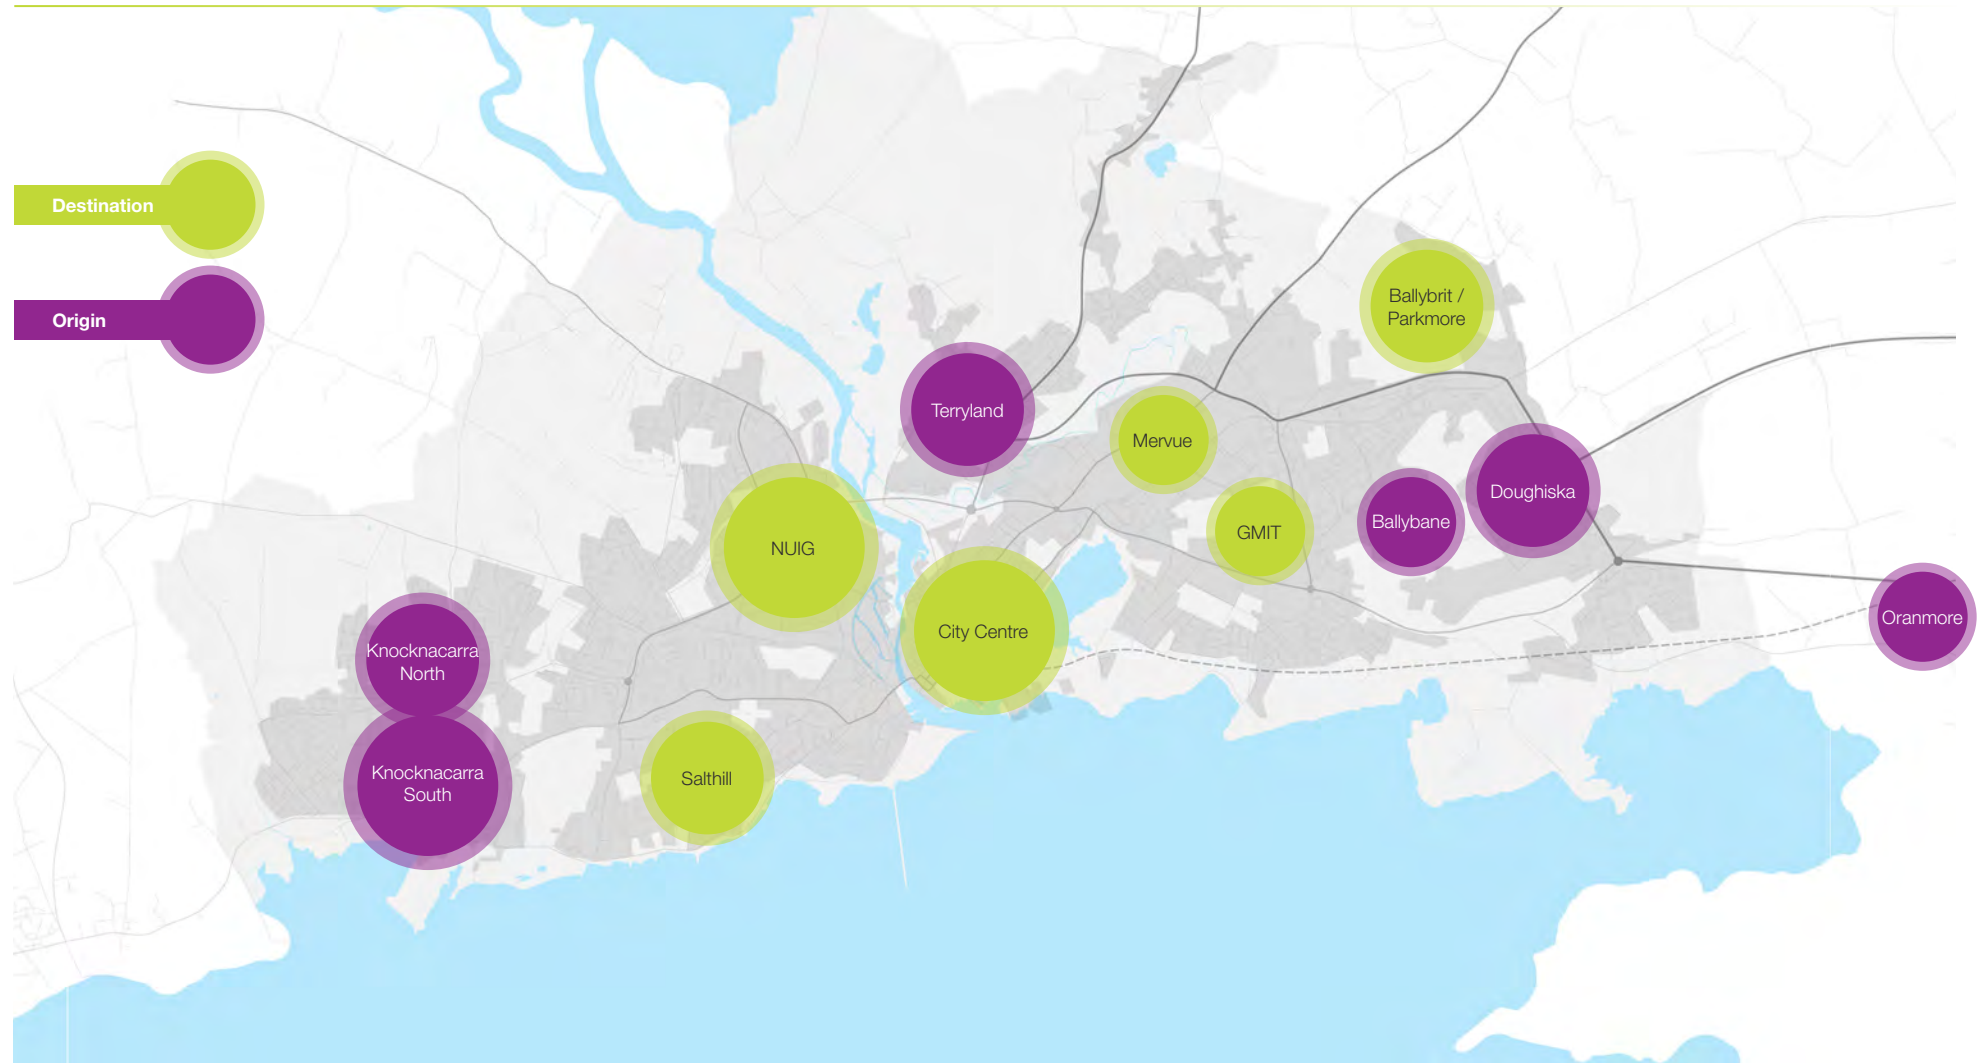 Destination
Origin
Ballybrit /
Parkmore
Terryland
Mervue
Doughiska
Ballybane
GMIT
NUIG
Oranmore
City Centre
Knocknacarra
North
Knocknacarra
South
Salthill